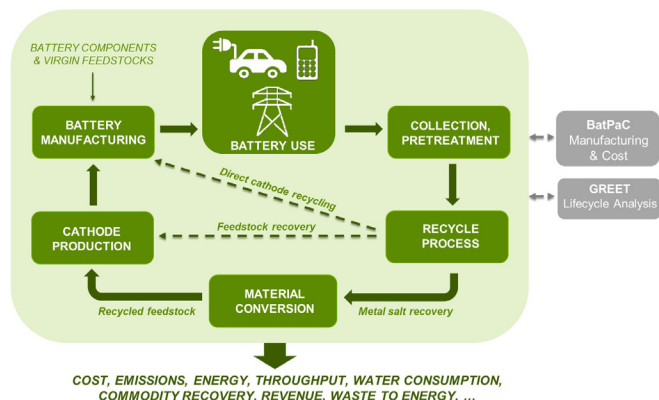 BATTERY COMPONENTS
& VIRGIN FEEDSTOCKS
BATTERY
MANUFACTURING
BATTERY USE
COLLECTION,
PRETREATMENT
BatPaC
Manufacturing
& Cost
GREET
Lifecycle Analysis
Direct cathode recycling
Feedstock recovery
CATHODE
PRODUCTION
RECYCLE
PROCESS
MATERIAL
CONVERSION
Recycled feedstock
Metal salt recovery
COST, EMISSIONS, ENERGY, THROUGHPUT, WATER CONSUMPTION,
COMMODITY RECOVERY, REVENUE, WASTE TO ENERGY, ...